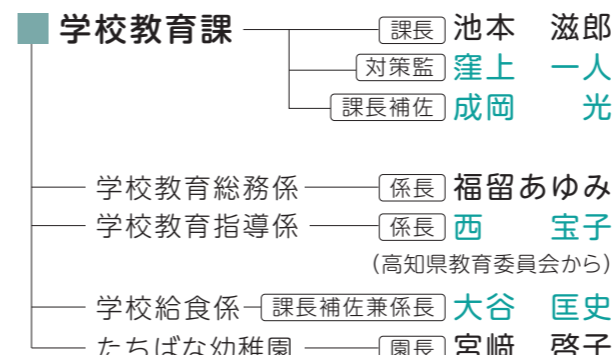 学校教育課 課長 池本 滋郎
対策監 窪上 一人
課長補佐 成岡 光
学校教育総務係 係長 福留あゆみ
学校教育指導係 係長 西 宝子
(高知県教育委員会から)
学校給食係 課長補佐兼係長 大谷 匡史
たちばな幼稚園 園長 宮﨑 啓子